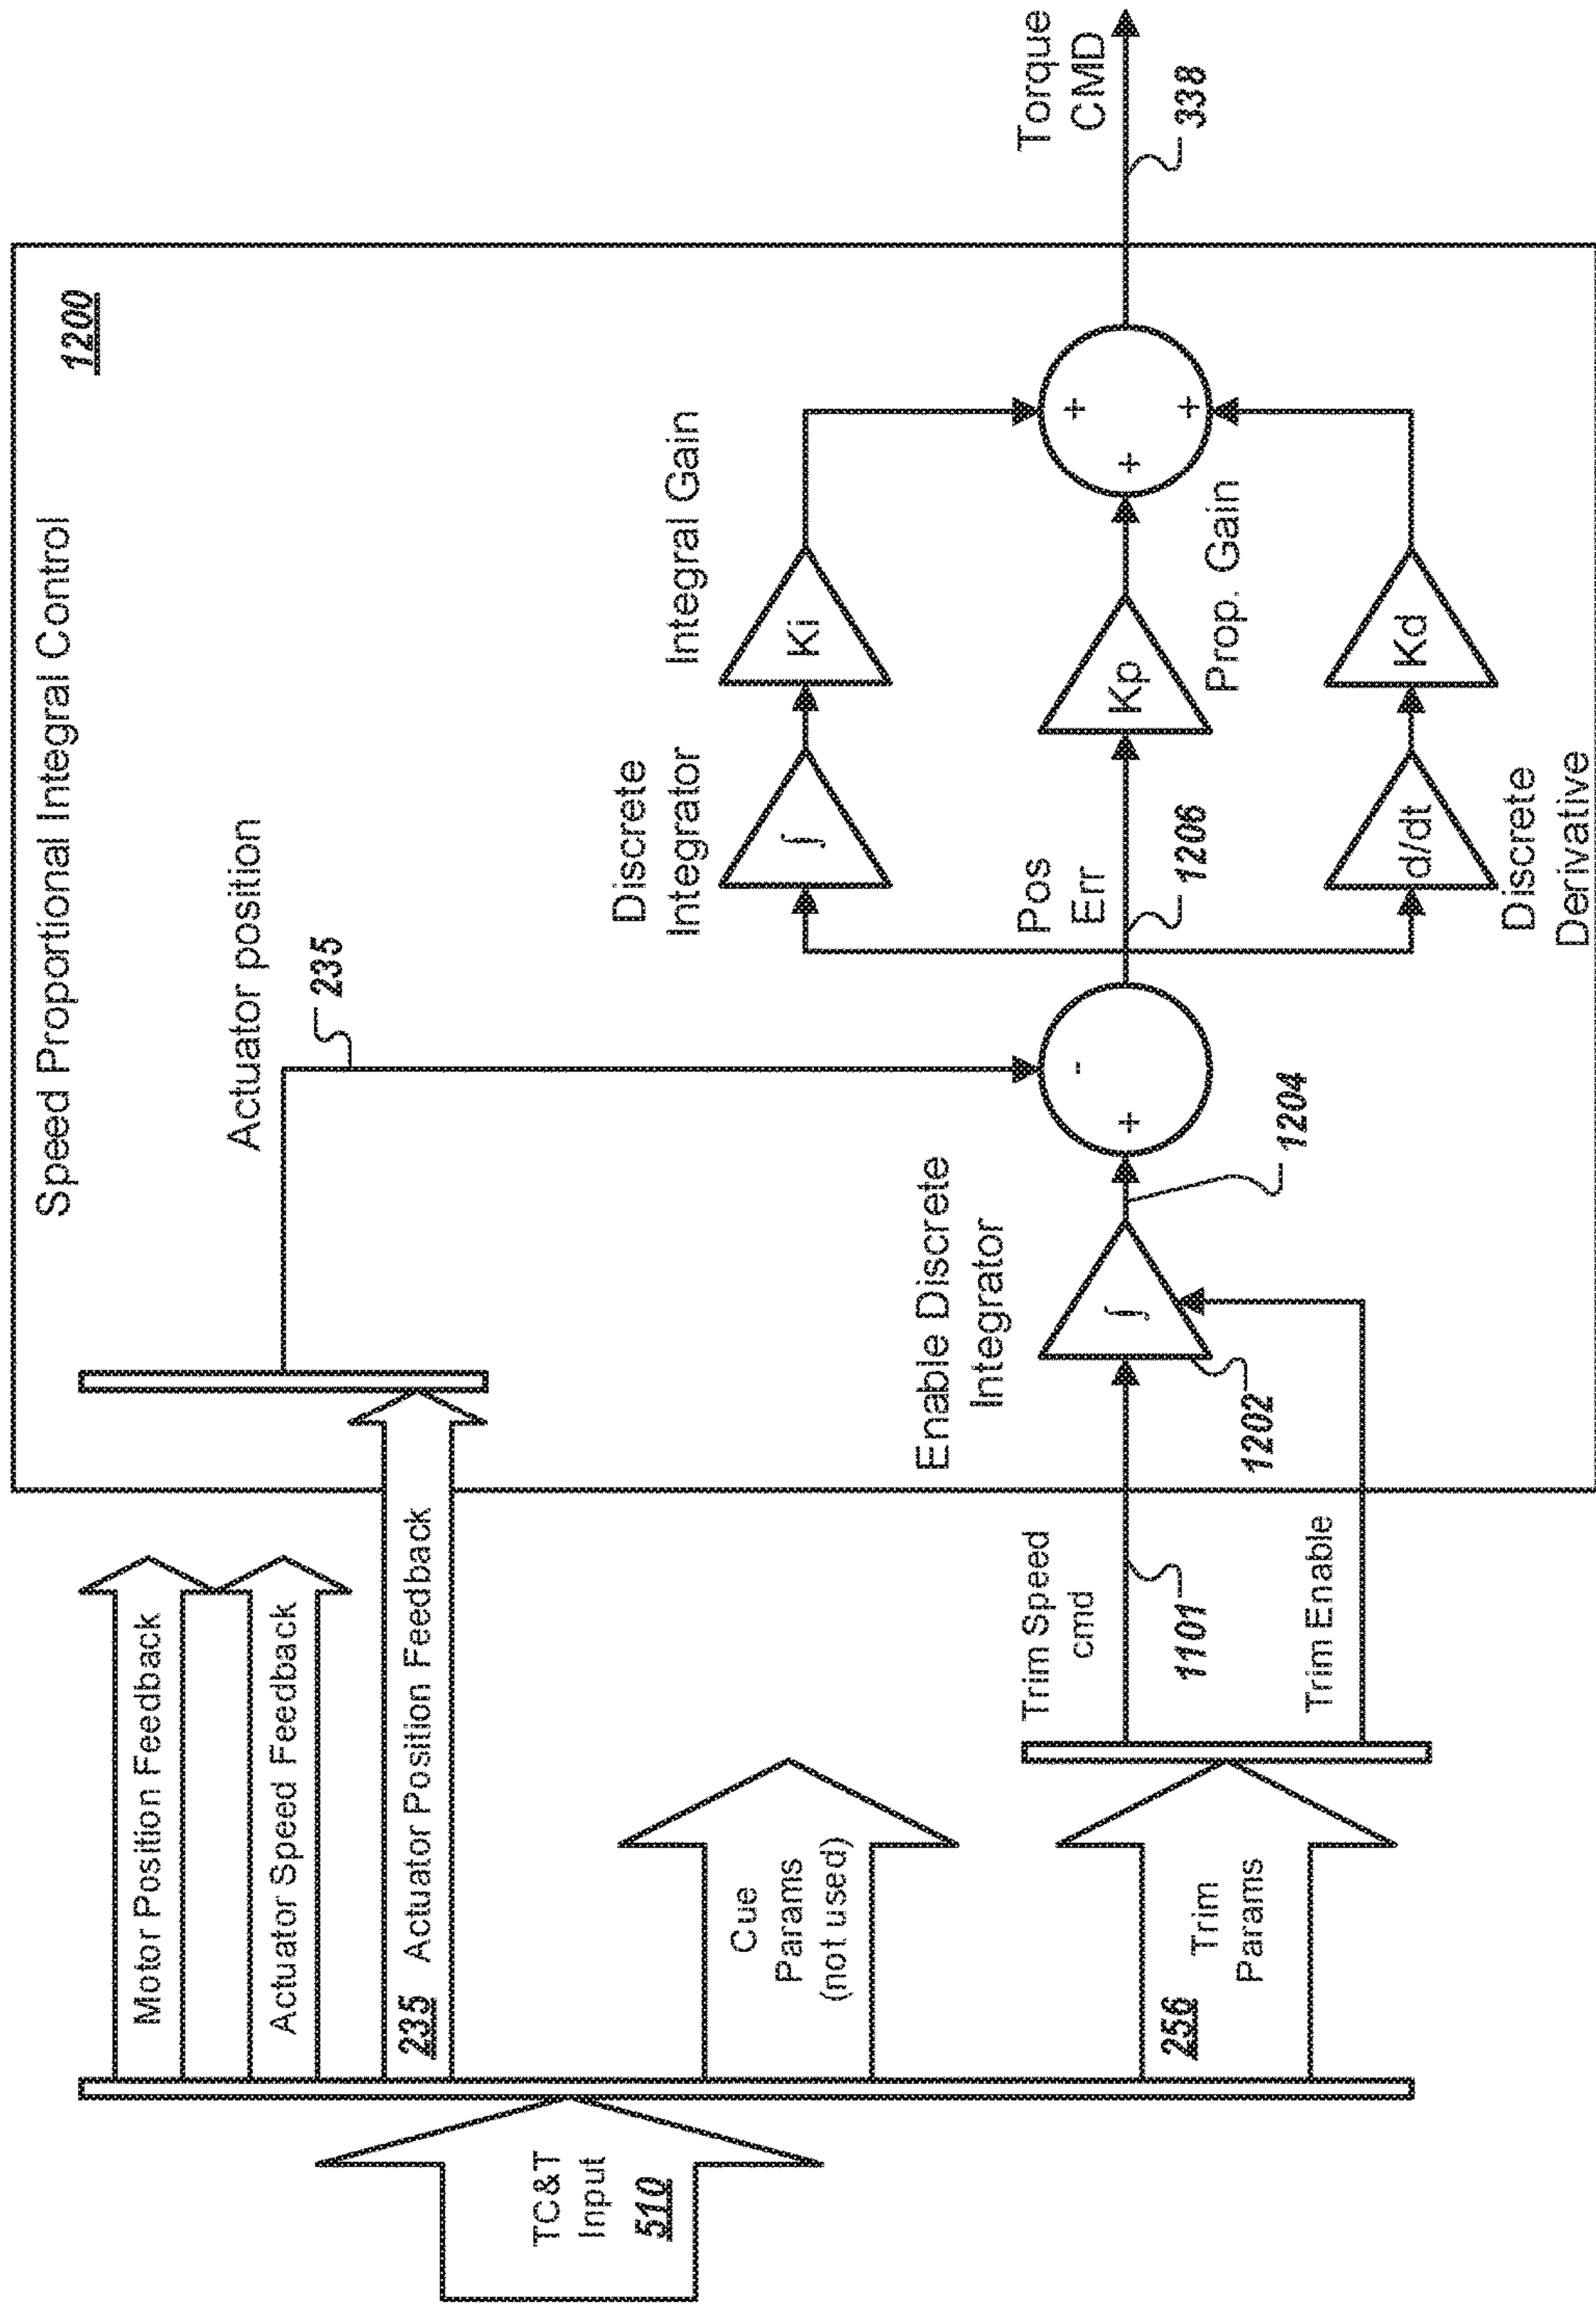 Speed Proportional Integral Control
1200
Motor Position Feedback
Actuator Speed Feedback
235 Actuator Position Feedback
Actuator position
235
TC&T
Input
510
Cue
Params
(not used)
256
Trim
Params
Trim Speed
cmd
1101
Trim Enable
Enable Discrete
Integrator
∫
1202
1204
+
-
Pos
Err
1206
Discrete
Integrator
∫
Ki
Integral Gain
Kp
Prop. Gain
d/dt
Discrete
Derivative
Kd
+
+
+
Torque
CMD
338